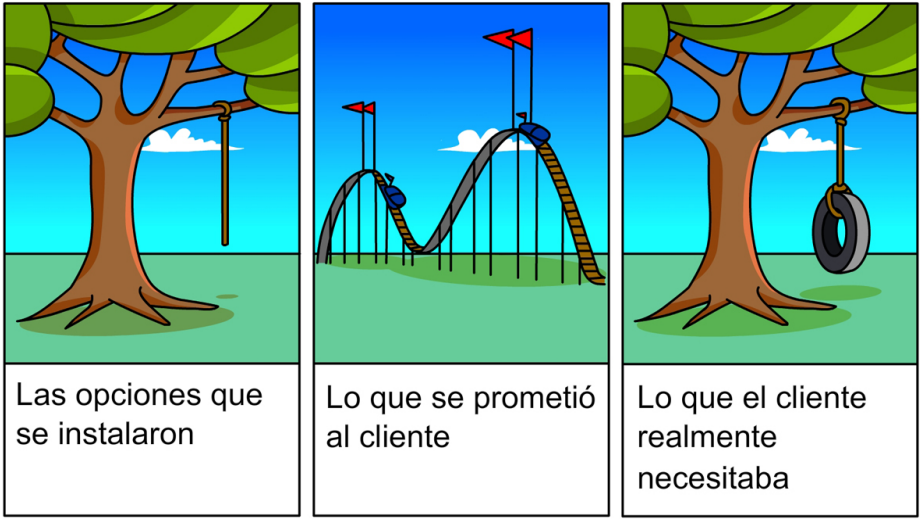 Las opciones que
se instalaron
Lo que se prometió
al cliente
Lo que el cliente
realmente
necesitaba